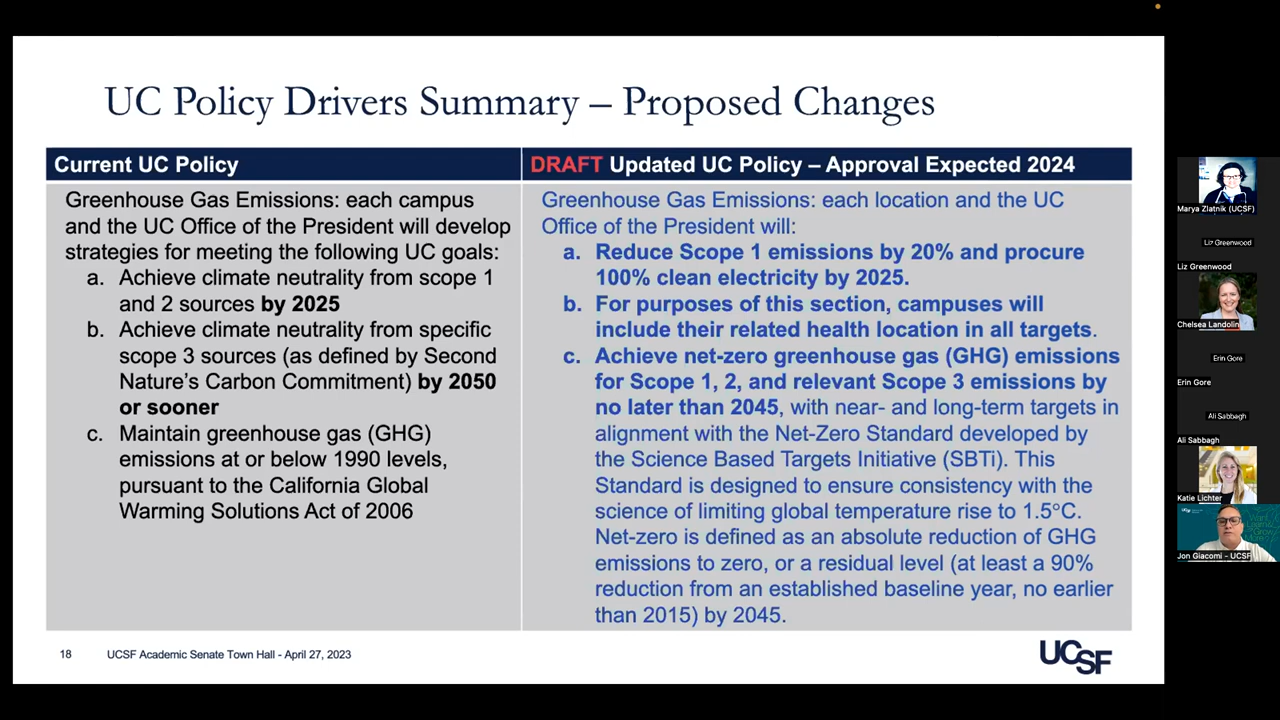 UC Policy Drivers Summary – Proposed Changes
Current UC Policy
Greenhouse Gas Emissions: each campus
and the UC Office of the President will develop
strategies for meeting the following UC goals:
a. Achieve climate neutrality from scope 1
and 2 sources by 2025
b. Achieve climate neutrality from specific
scope 3 sources (as defined by Second
Nature's Carbon Commitment) by 2050
or sooner
c. Maintain greenhouse gas (GHG)
emissions at or below 1990 levels,
pursuant to the California Global
Warming Solutions Act of 2006
DRAFT Updated UC Policy – Approval Expected 2024
Greenhouse Gas Emissions: each location and the UC
Office of the President will:
a. Reduce Scope 1 emissions by 20% and procure
100% clean electricity by 2025.
b. For purposes of this section, campuses will
include their related health location in all targets.
c. Achieve net-zero greenhouse gas (GHG) emissions
for Scope 1, 2, and relevant Scope 3 emissions by
no later than 2045, with near- and long-term targets in
alignment with the Net-Zero Standard developed by
the Science Based Targets Initiative (SBTi). This
Standard is designed to ensure consistency with the
science of limiting global temperature rise to 1.5°C.
Net-zero is defined as an absolute reduction of GHG
emissions to zero, or a residual level (at least a 90%
reduction from an established baseline year, no earlier
than 2015) by 2045.
18
UCSF Academic Senate Town Hall - April 27, 2023
UCSF
Marya Zlatnik (UCSF)
Liz Greenwood
Liz Greenwood
Chelsea Landolin
Erin Gore
Erin Gore
Ali Sabbagh
Ali Sabbagh
Katie Lichter
Jon Giacomi - UCSF